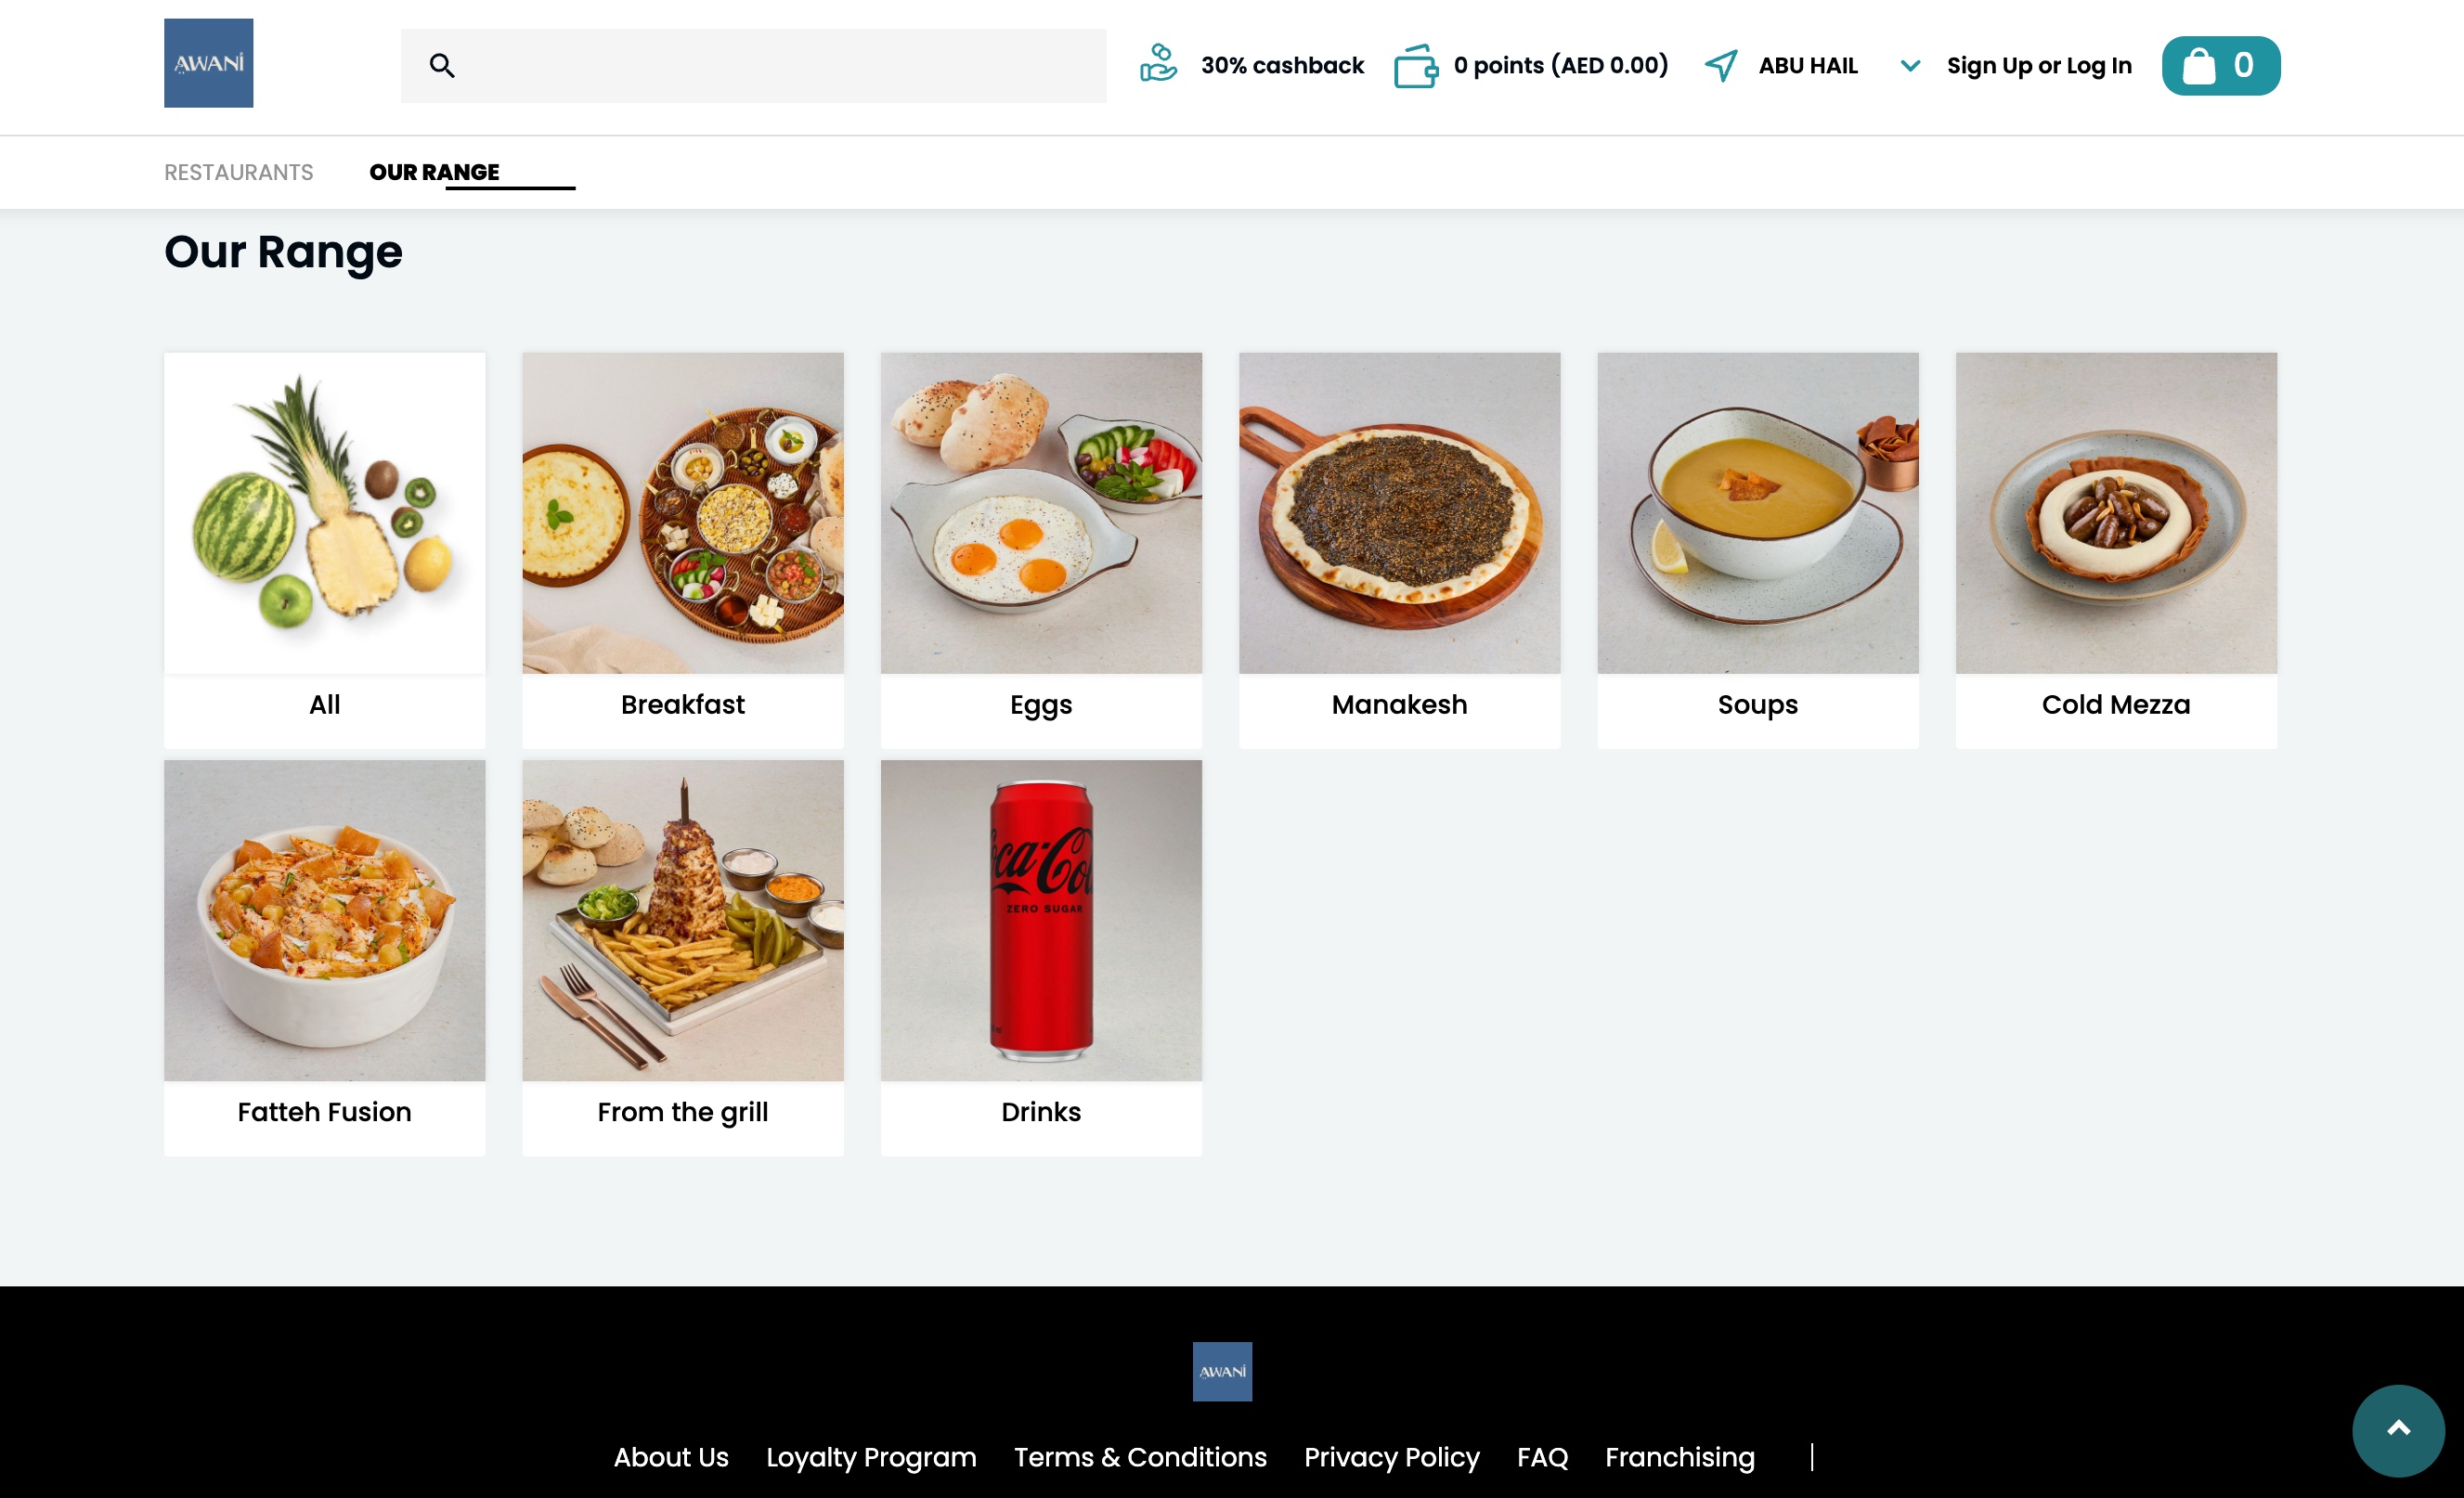 AWANI
30% cashback
0 points (AED 0.00)
ABU HAIL
Sign Up or Log In
0
RESTAURANTS
OUR RANGE
Our Range
All
Breakfast
Eggs
Manakesh
Soups
Cold Mezza
oca-Col
ZERO SUGAR
Fatteh Fusion
From the grill
Drinks
AWANI
About Us
Loyalty Program
Terms & Conditions
Privacy Policy
FAQ
Franchising
|